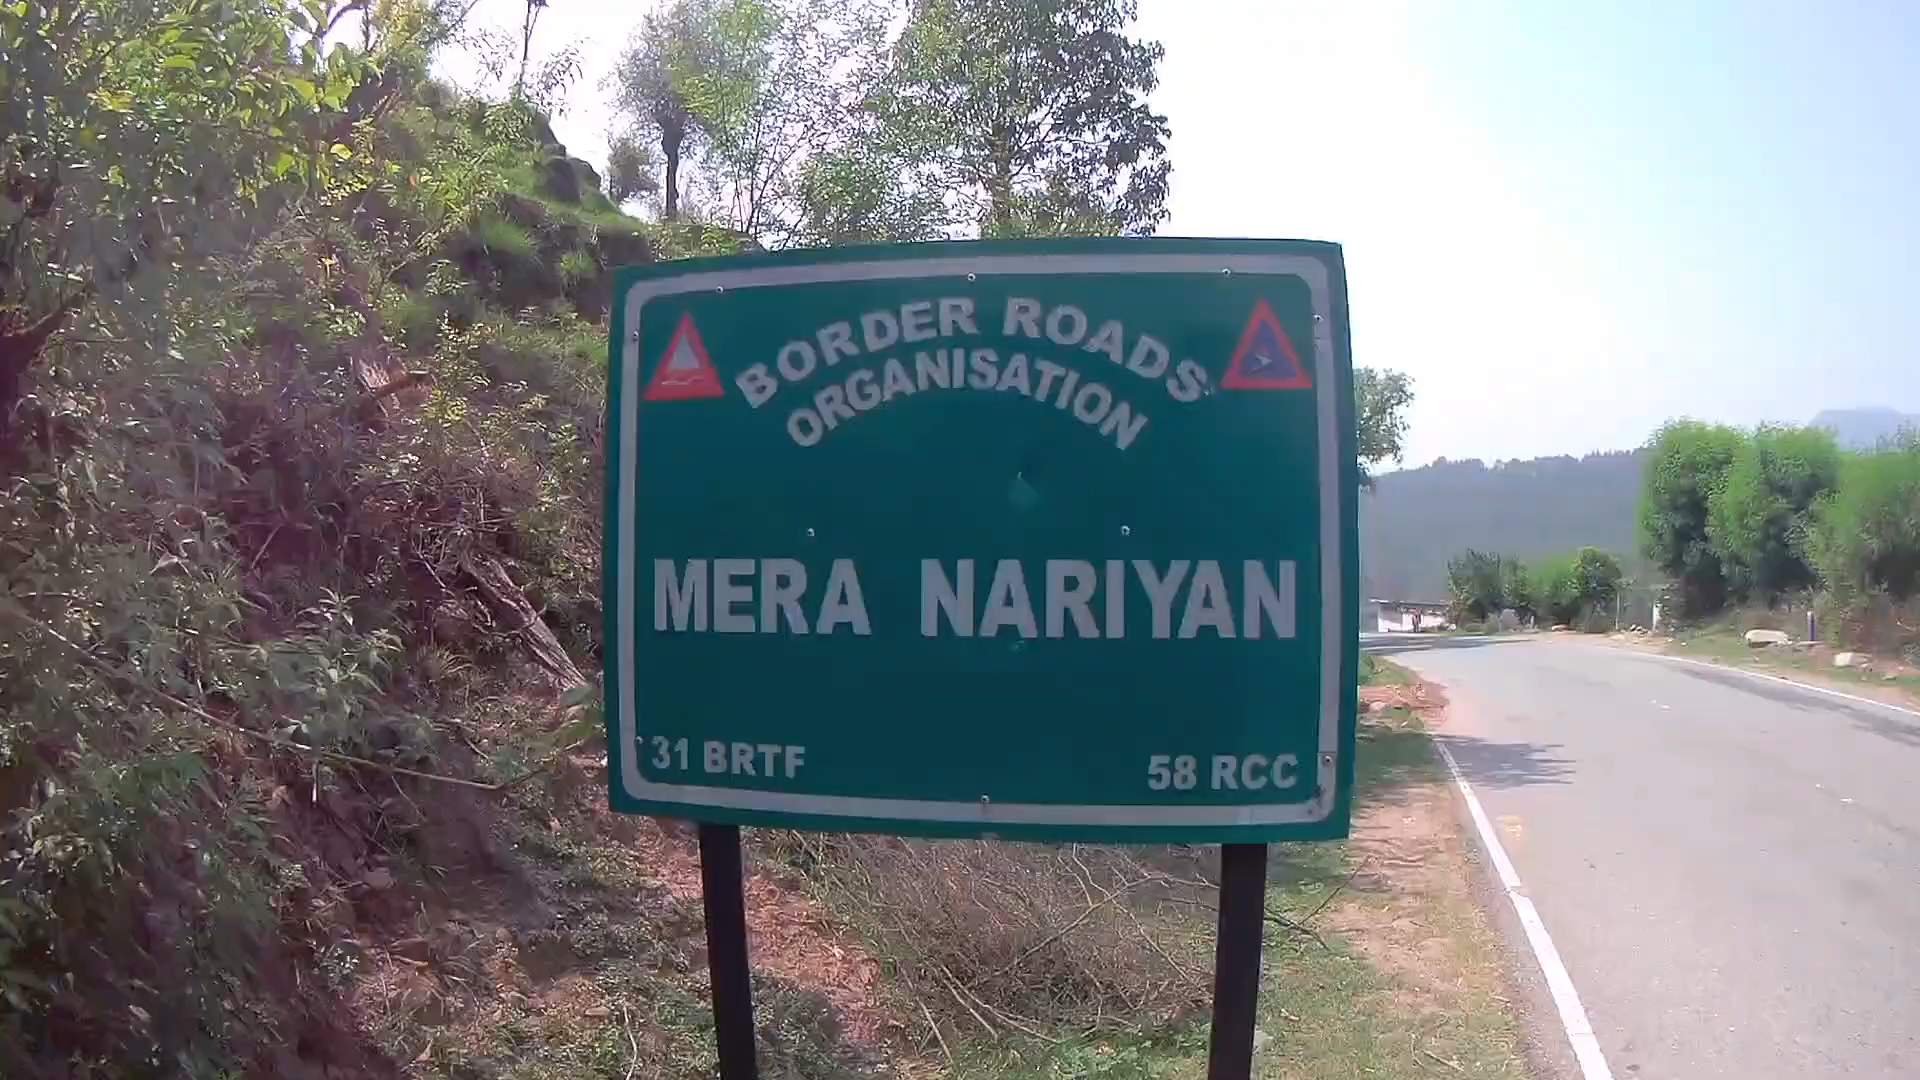 BORDER ROADS
ORGANISATION
MERA NARIYAN
31 BRTF
58 RCC